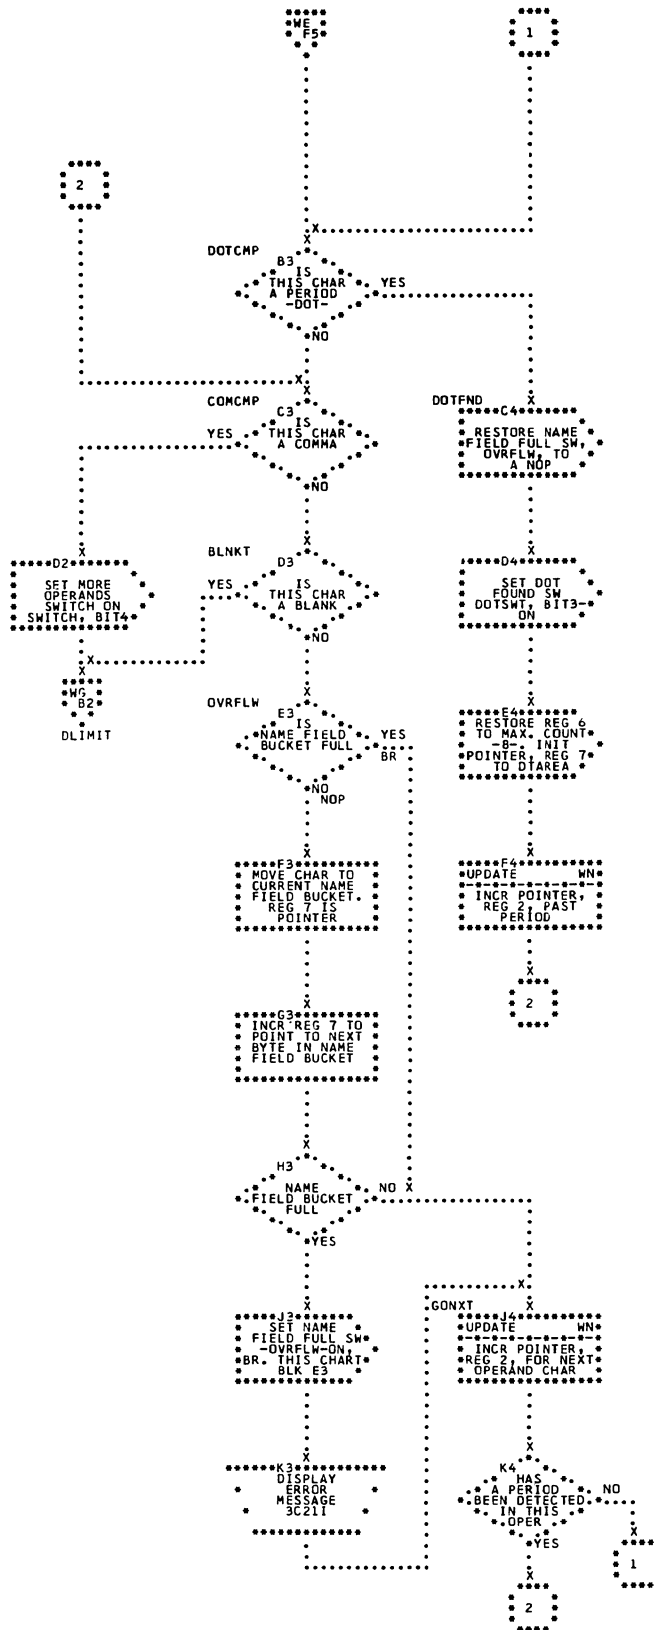 WE
F5
1
2
DOTCMP
B3
IS
THIS CHAR
A PERIOD
-DOT-
YES
NO
COMCMP
C3
IS
THIS CHAR
A COMMA
YES
NO
DOTFND
C4
RESTORE NAME
FIELD FULL SW,
OVRFLW, TO
A NOP
D2
SET MORE
OPERANDS
SWITCH ON
SWITCH, BIT4
BLNKT
D3
IS
THIS CHAR
A BLANK
YES
NO
D4
SET DOT
FOUND SW
DOTSWT, BIT3-
ON
WG
B2
DLIMIT
OVRFLW
E3
IS
NAME FIELD
BUCKET FULL
YES
BR
NO
NOP
E4
RESTORE REG 6
TO MAX. COUNT
-8-. INIT
POINTER, REG 7
TO DTAREA
F3
MOVE CHAR TO
CURRENT NAME
FIELD BUCKET.
REG 7 IS
POINTER
F4
UPDATE WN
INCR POINTER,
REG 2, PAST
PERIOD
2
G3
INCR REG 7 TO
POINT TO NEXT
BYTE IN NAME
FIELD BUCKET
H3
NAME
FIELD BUCKET
FULL
NO
YES
J3
SET NAME
FIELD FULL SW
-OVRFLW-ON,
BR. THIS CHART
BLK E3
GONXT
J4
UPDATE WN
INCR POINTER,
REG 2, FOR NEXT
OPERAND CHAR
K3
DISPLAY
ERROR
MESSAGE
3C21I
K4
HAS
A PERIOD
BEEN DETECTED
IN THIS
OPER
NO
YES
1
2